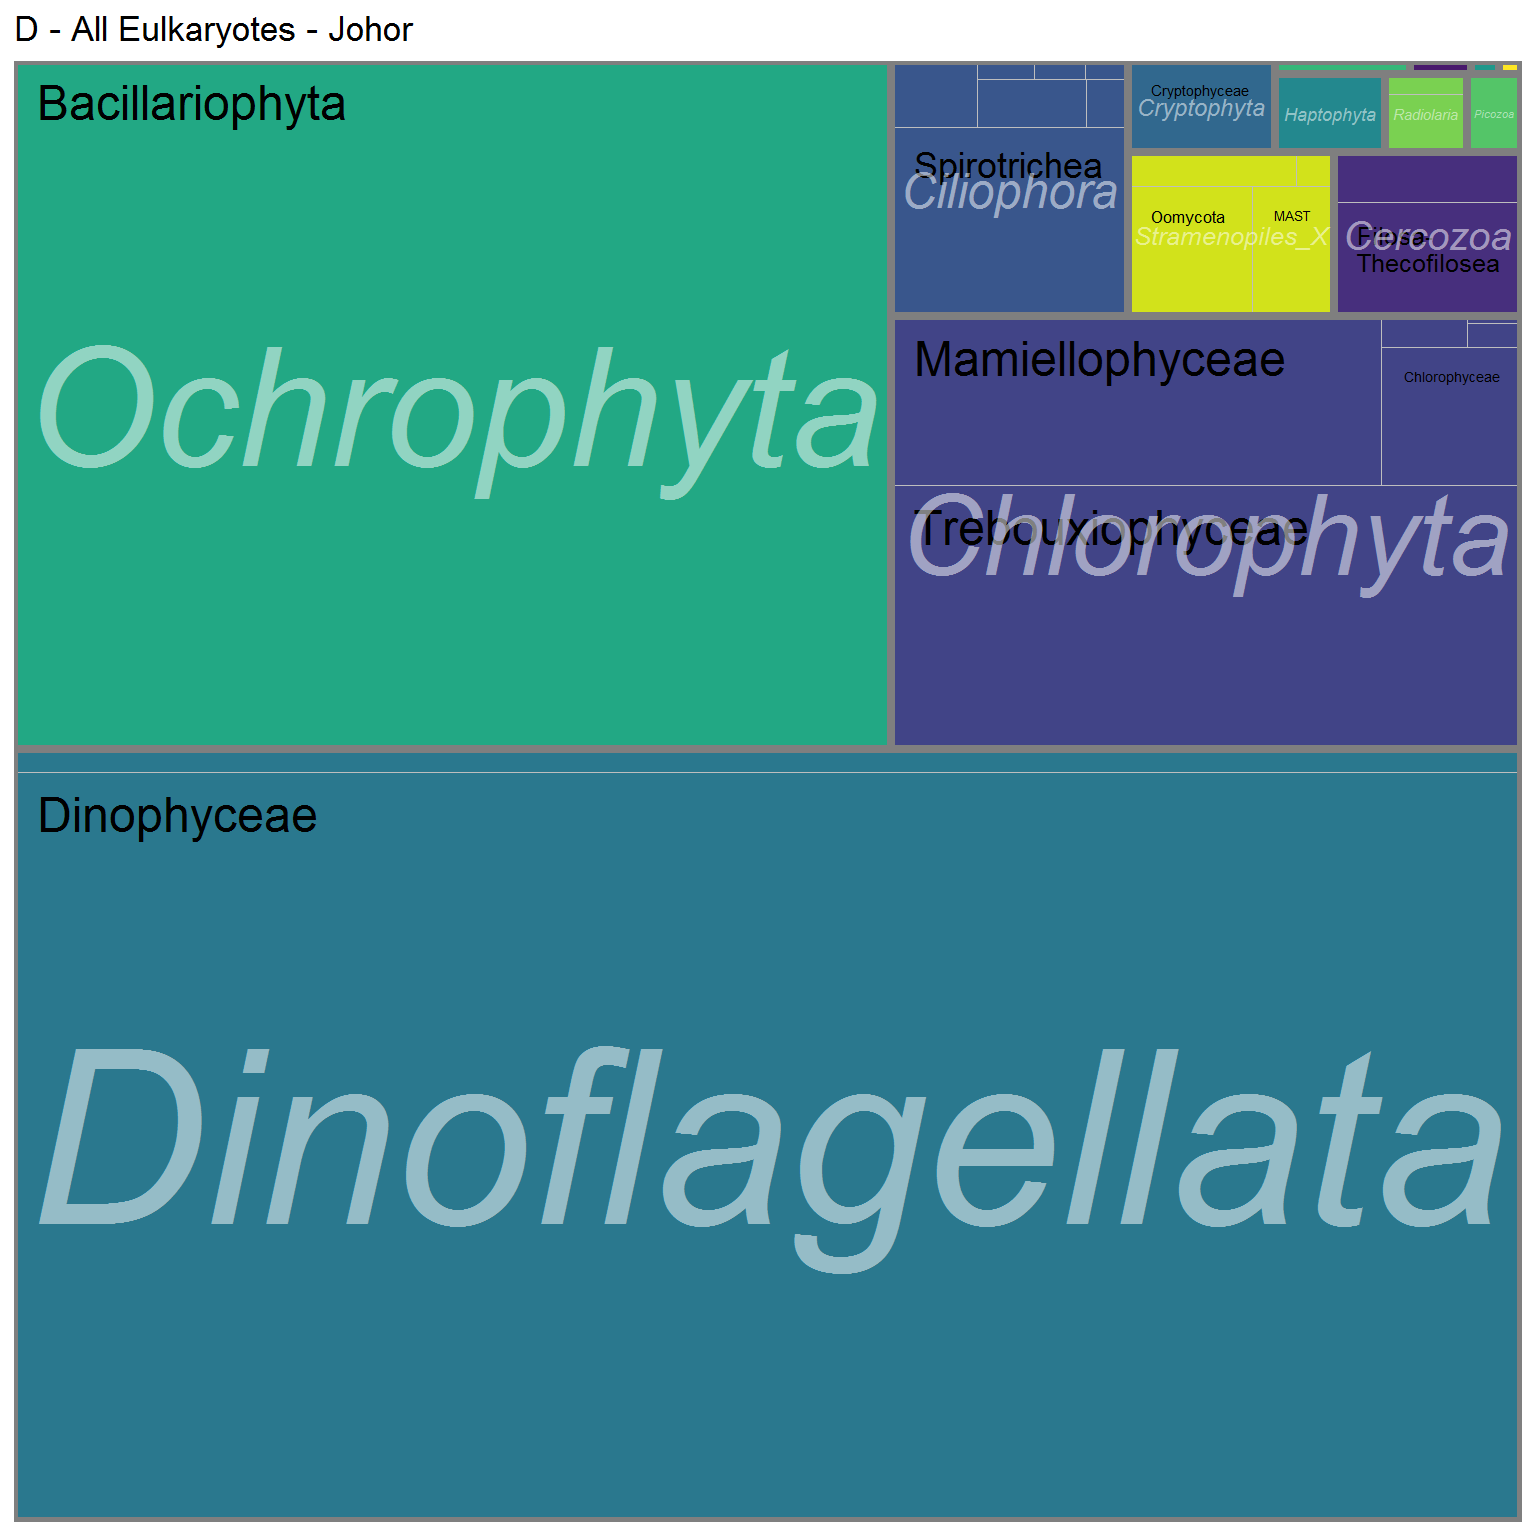 D - All Eulkaryotes - Johor
Bacillariophyta
Ochrophyta
Spirotrichea
Ciliophora
Cryptophyceae
Cryptophyta
Haptophyta
Radiolaria
Picozoa
Oomycota
MAST
Stramenopiles_X
Filosa-
Thecofilosea
Cercozoa
Mamiellophyceae
Chlorophyceae
Trebouxiophyceae
Chlorophyta
Dinophyceae
Dinoflagellata